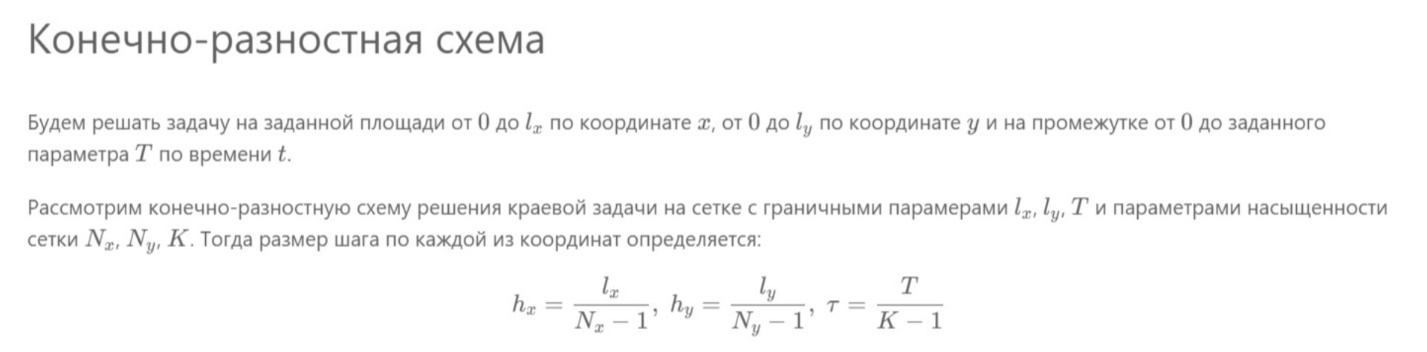 Конечно-разностная схема
Будем решать задачу на заданной площади от 0 до l_x по координате x, от 0 до l_y по координате y и на промежутке от 0 до заданного
параметра T по времени t.
Рассмотрим конечно-разностную схему решения краевой задачи на сетке с граничными парамерами l_x, l_y, T и параметрами насыщенности
сетки N_x, N_y, K. Тогда размер шага по каждой из координат определяется:
h_x = l_x / (N_x − 1), h_y = l_y / (N_y − 1), τ = T / (K − 1)